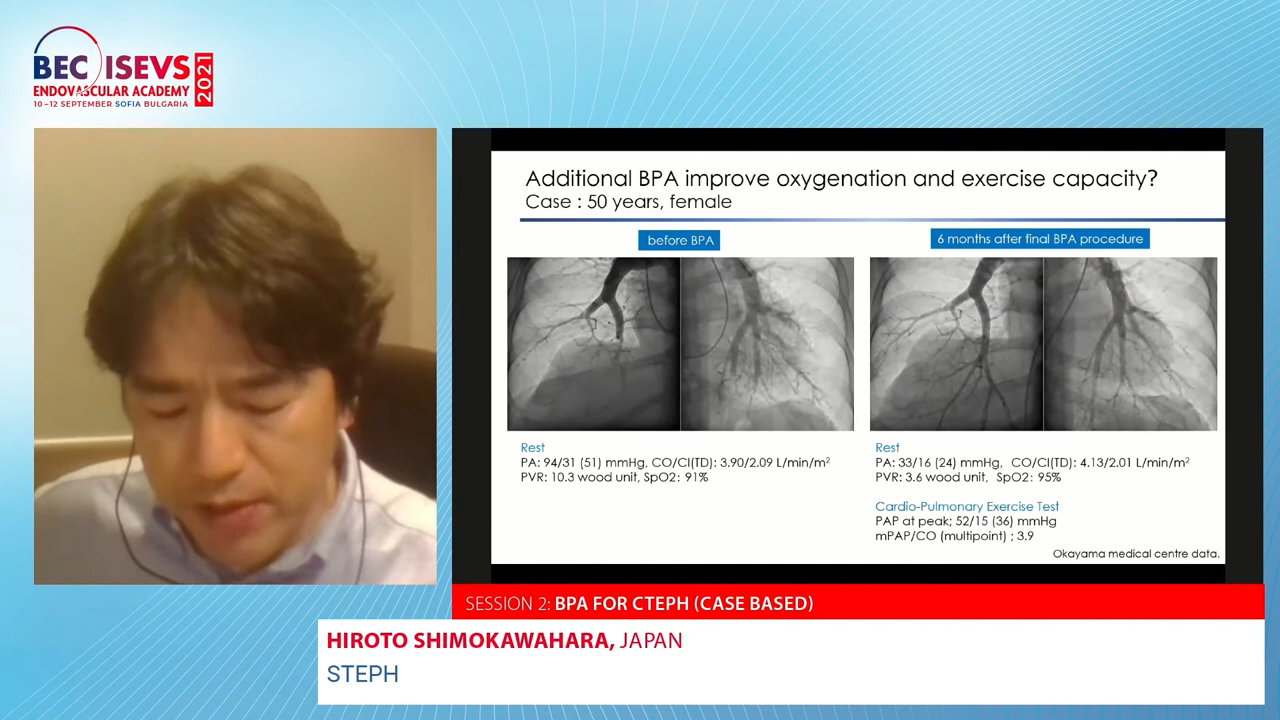 BEC ISEVS
2021
ENDOVASCULAR ACADEMY
10-12 SEPTEMBER SOFIA BULGARIA
Additional BPA improve oxygenation and exercise capacity?
Case : 50 years, female
before BPA
Rest
PA: 94/31 (51) mmHg, CO/CI(TD): 3.90/2.09 L/min/m²
PVR: 10.3 wood unit, SpO2: 91%
6 months after final BPA procedure
Rest
PA: 33/16 (24) mmHg, CO/CI(TD): 4.13/2.01 L/min/m²
PVR: 3.6 wood unit, SpO2: 95%
Cardio-Pulmonary Exercise Test
PAP at peak; 52/15 (36) mmHg
mPAP/CO (multipoint) ; 3.9
Okayama medical centre data.
SESSION 2: BPA FOR CTEPH (CASE BASED)
HIROTO SHIMOKAWAHARA, JAPAN
STEPH